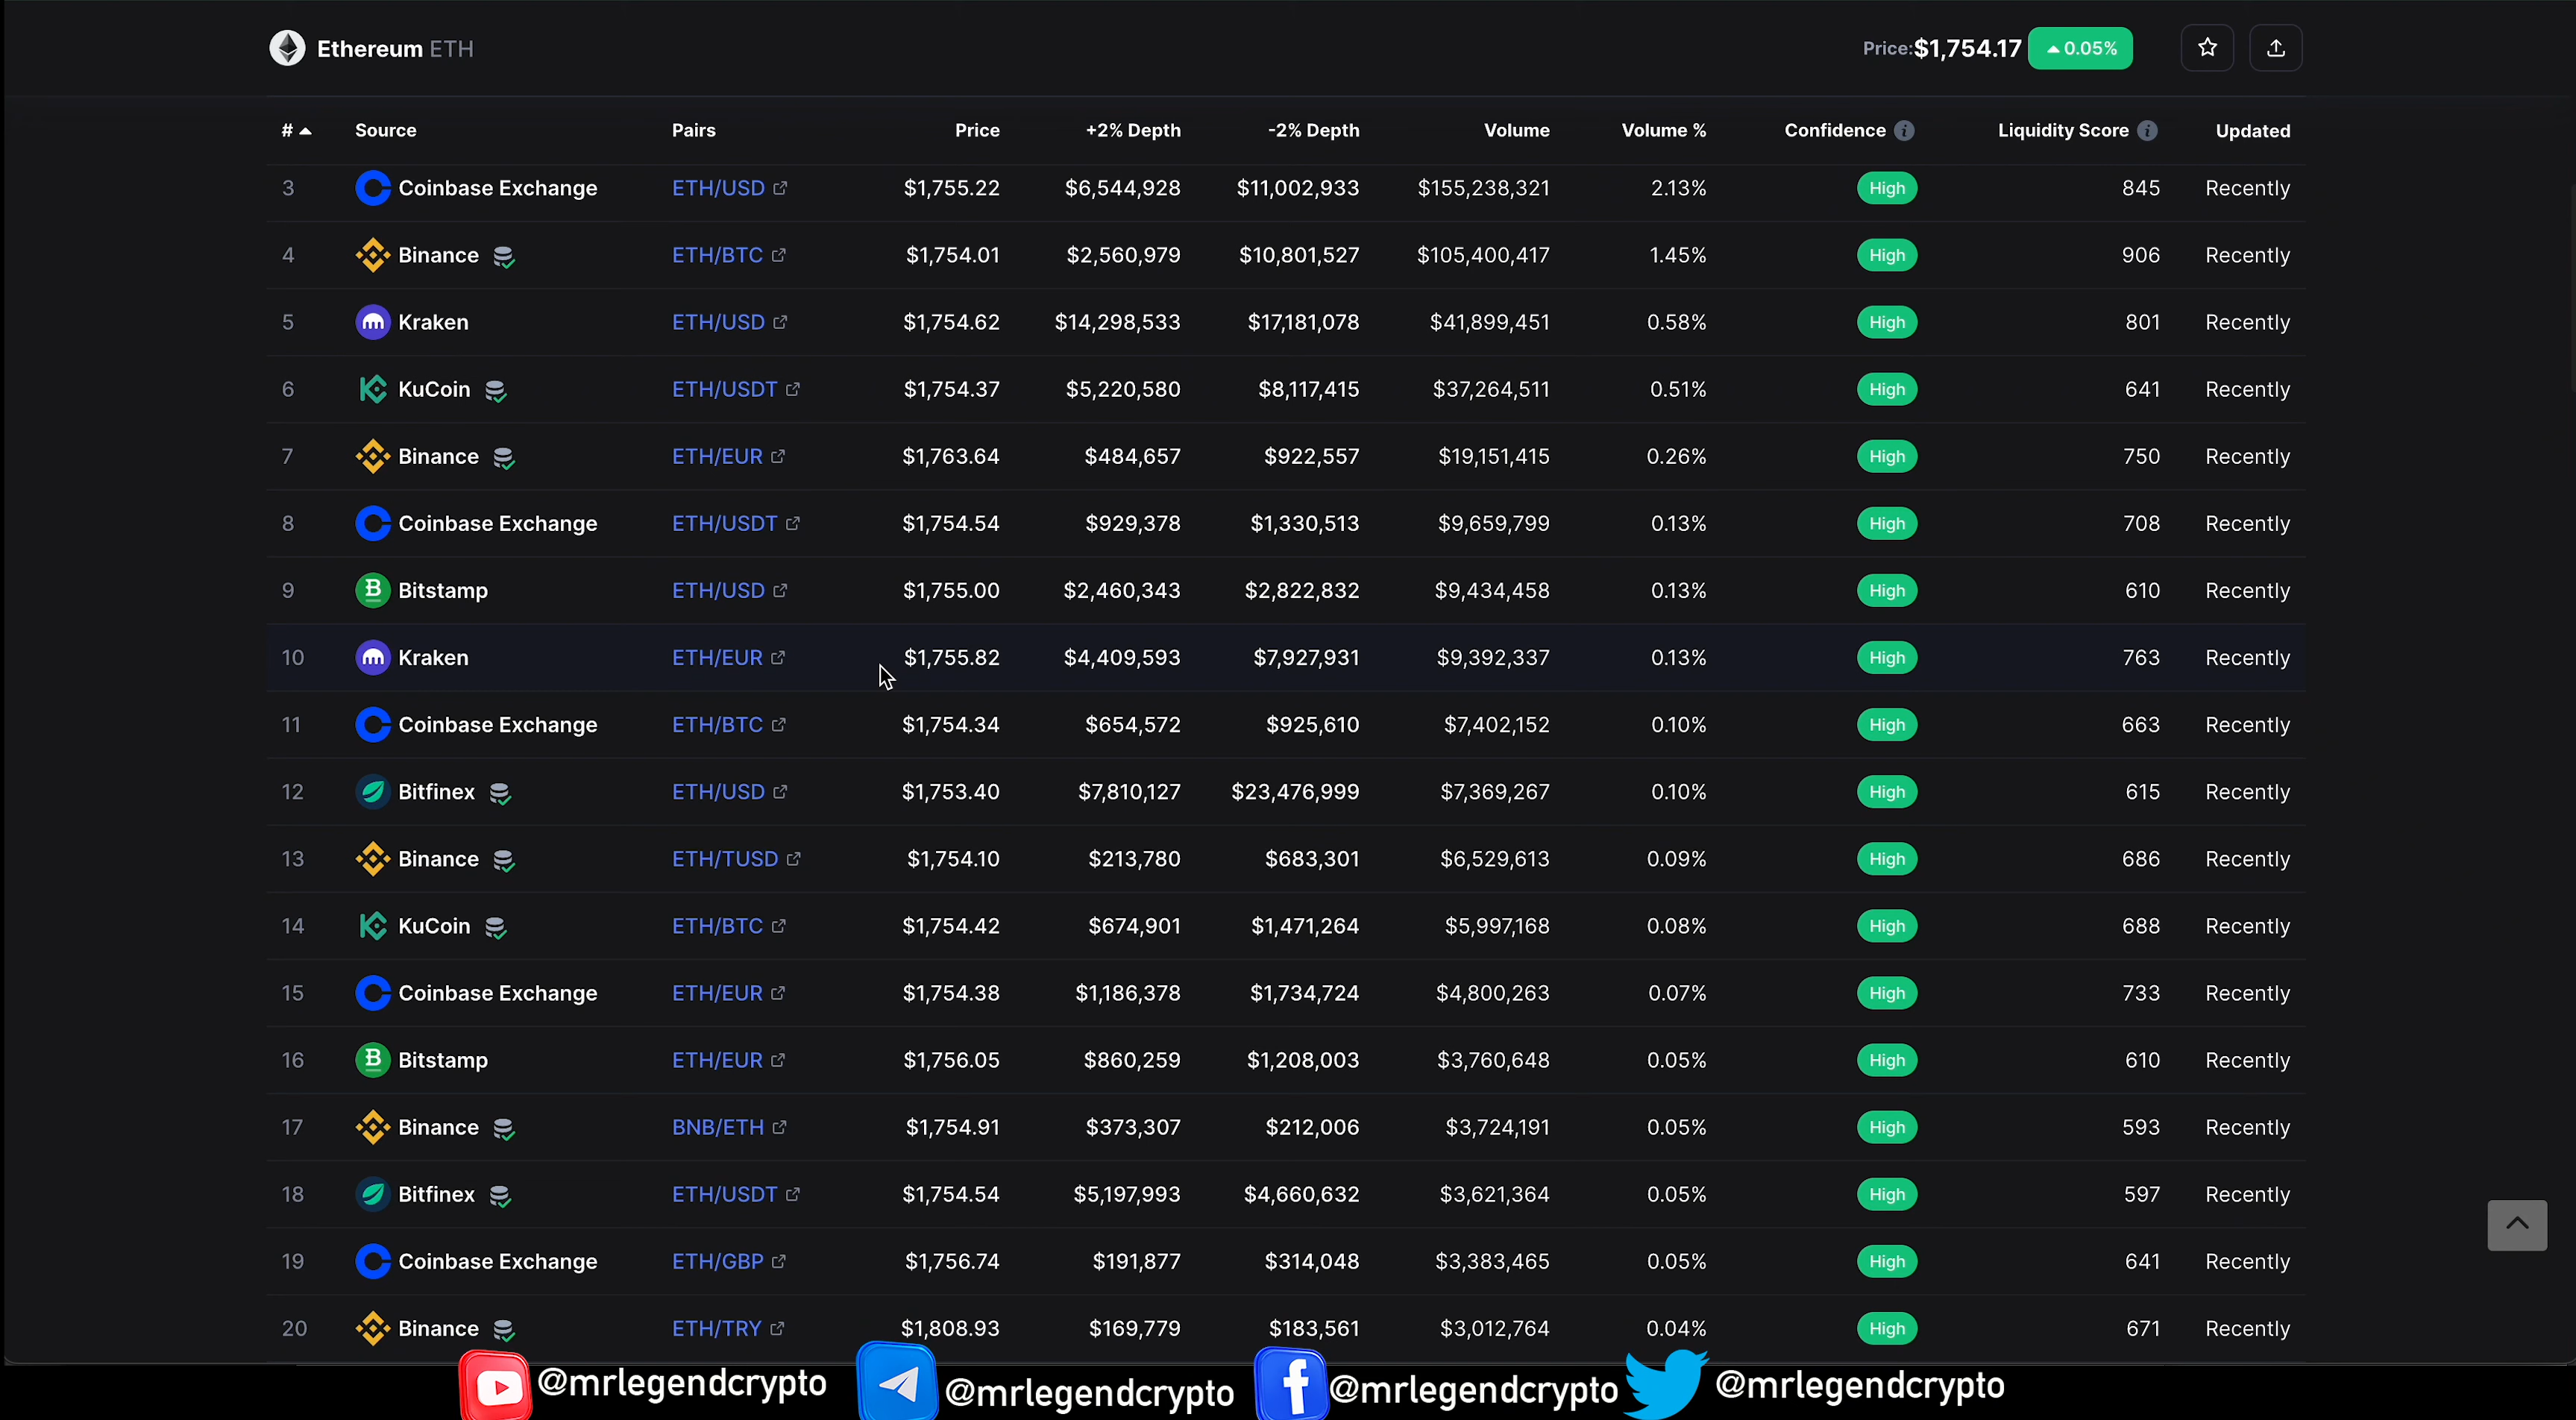 Ethereum ETH Price:$1,754.17 0.05%
# Source Pairs Price +2% Depth -2% Depth Volume Volume % Confidence Liquidity Score Updated
3 Coinbase Exchange ETH/USD $1,755.22 $6,544,928 $11,002,933 $155,238,321 2.13% High 845 Recently
4 Binance ETH/BTC $1,754.01 $2,560,979 $10,801,527 $105,400,417 1.45% High 906 Recently
5 Kraken ETH/USD $1,754.62 $14,298,533 $17,181,078 $41,899,451 0.58% High 801 Recently
6 KuCoin ETH/USDT $1,754.37 $5,220,580 $8,117,415 $37,264,511 0.51% High 641 Recently
7 Binance ETH/EUR $1,763.64 $484,657 $922,557 $19,151,415 0.26% High 750 Recently
8 Coinbase Exchange ETH/USDT $1,754.54 $929,378 $1,330,513 $9,659,799 0.13% High 708 Recently
9 Bitstamp ETH/USD $1,755.00 $2,460,343 $2,822,832 $9,434,458 0.13% High 610 Recently
10 Kraken ETH/EUR $1,755.82 $4,409,593 $7,927,931 $9,392,337 0.13% High 763 Recently
11 Coinbase Exchange ETH/BTC $1,754.34 $654,572 $925,610 $7,402,152 0.10% High 663 Recently
12 Bitfinex ETH/USD $1,753.40 $7,810,127 $23,476,999 $7,369,267 0.10% High 615 Recently
13 Binance ETH/TUSD $1,754.10 $213,780 $683,301 $6,529,613 0.09% High 686 Recently
14 KuCoin ETH/BTC $1,754.42 $674,901 $1,471,264 $5,997,168 0.08% High 688 Recently
15 Coinbase Exchange ETH/EUR $1,754.38 $1,186,378 $1,734,724 $4,800,263 0.07% High 733 Recently
16 Bitstamp ETH/EUR $1,756.05 $860,259 $1,208,003 $3,760,648 0.05% High 610 Recently
17 Binance BNB/ETH $1,754.91 $373,307 $212,006 $3,724,191 0.05% High 593 Recently
18 Bitfinex ETH/USDT $1,754.54 $5,197,993 $4,660,632 $3,621,364 0.05% High 597 Recently
19 Coinbase Exchange ETH/GBP $1,756.74 $191,877 $314,048 $3,383,465 0.05% High 641 Recently
20 Binance ETH/TRY $1,808.93 $169,779 $183,561 $3,012,764 0.04% High 671 Recently
@mrlegendcrypto @mrlegendcrypto @mrlegendcrypto @mrlegendcrypto